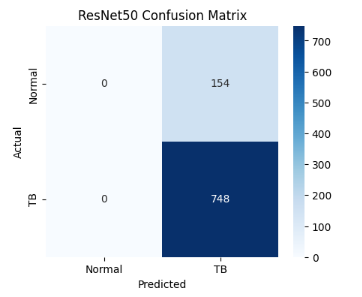 ResNet50 Confusion Matrix
Actual
Normal
0
154
TB
0
748
Normal
TB
Predicted
700
600
500
400
300
200
100
0